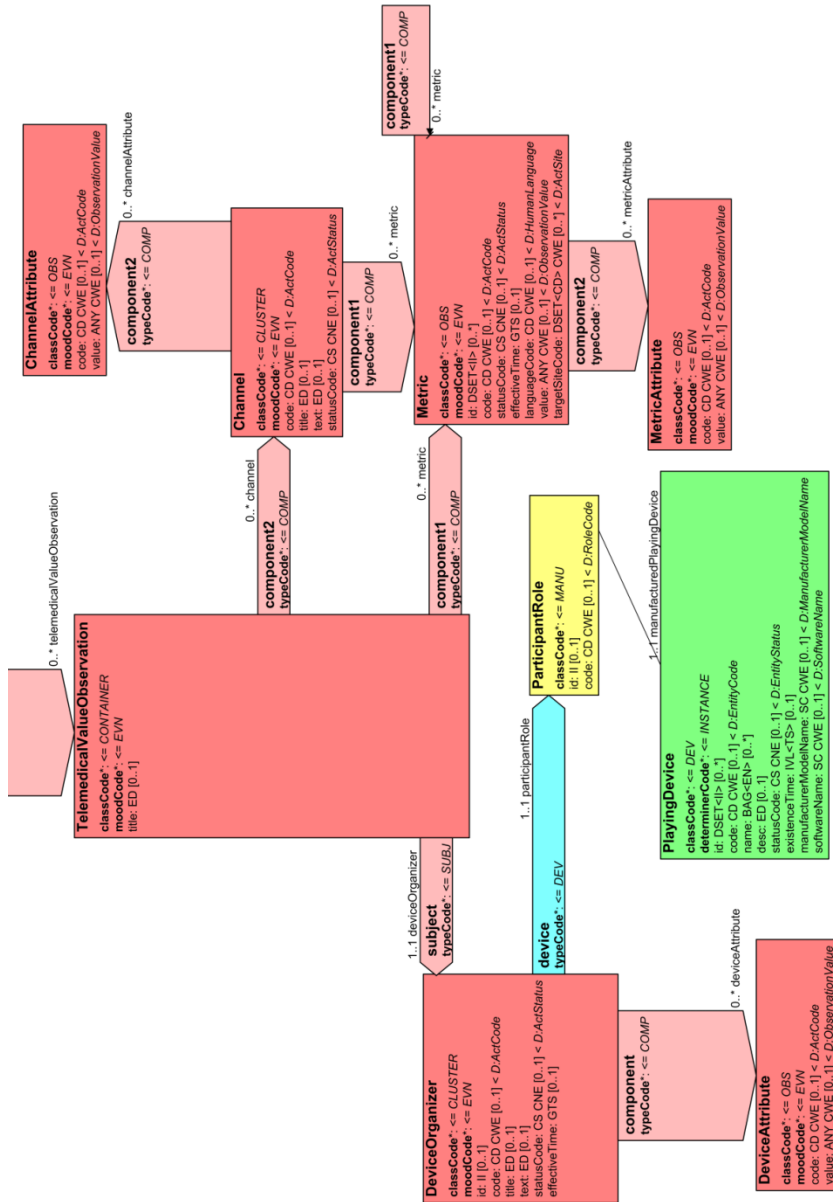 0..* telemedicalValueObservation
TelemedicalValueObservation
classCode*: <= CONTAINER
moodCode*: <= EVN
title: ED [0..1]
ChannelAttribute
classCode*: <= OBS
moodCode*: <= EVN
code: CD CWE [0..1] < D:ActCode
value: ANY CWE [0..1] < D:ObservationValue
0..* channelAttribute
component2
typeCode*: <= COMP
0..* channel
component2
typeCode*: <= COMP
Channel
classCode*: <= CLUSTER
moodCode*: <= EVN
code: CD CWE [0..1] < D:ActCode
title: ED [0..1]
text: ED [0..1]
statusCode: CS CNE [0..1] < D:ActStatus
0..* metric
component1
typeCode*: <= COMP
component1
typeCode*: <= COMP
0..* metric
0..* metric
component1
typeCode*: <= COMP
Metric
classCode*: <= OBS
moodCode*: <= EVN
id: DSET<II> [0..*]
code: CD CWE [0..1] < D:ActCode
statusCode: CS CNE [0..1] < D:ActStatus
effectiveTime: GTS [0..1]
languageCode: CD CWE [0..1] < D:HumanLanguage
value: ANY CWE [0..1] < D:ObservationValue
targetSiteCode: DSET<CD> CWE [0..*] < D:ActSite
0..* metricAttribute
component2
typeCode*: <= COMP
MetricAttribute
classCode*: <= OBS
moodCode*: <= EVN
code: CD CWE [0..1] < D:ActCode
value: ANY CWE [0..1] < D:ObservationValue
1..1 deviceOrganizer
subject
typeCode*: <= SUBJ
DeviceOrganizer
classCode*: <= CLUSTER
moodCode*: <= EVN
id: II [0..1]
code: CD CWE [0..1] < D:ActCode
title: ED [0..1]
text: ED [0..1]
statusCode: CS CNE [0..1] < D:ActStatus
effectiveTime: GTS [0..1]
1..1 participantRole
device
typeCode*: <= DEV
ParticipantRole
classCode*: <= MANU
id: II [0..1]
code: CD CWE [0..1] < D:RoleCode
1..1 manufacturedPlayingDevice
PlayingDevice
classCode*: <= DEV
determinerCode*: <= INSTANCE
id: DSET<II> [0..*]
code: CD CWE [0..1] < D:EntityCode
name: BAG<EN> [0..*]
desc: ED [0..1]
statusCode: CS CNE [0..1] < D:EntityStatus
existenceTime: IVL<TS> [0..1]
manufacturerModelName: SC CWE [0..1] < D:ManufacturerModelName
softwareName: SC CWE [0..1] < D:SoftwareName
0..* deviceAttribute
component
typeCode*: <= COMP
DeviceAttribute
classCode*: <= OBS
moodCode*: <= EVN
code: CD CWE [0..1] < D:ActCode
value: ANY CWE [0..1] < D:ObservationValue